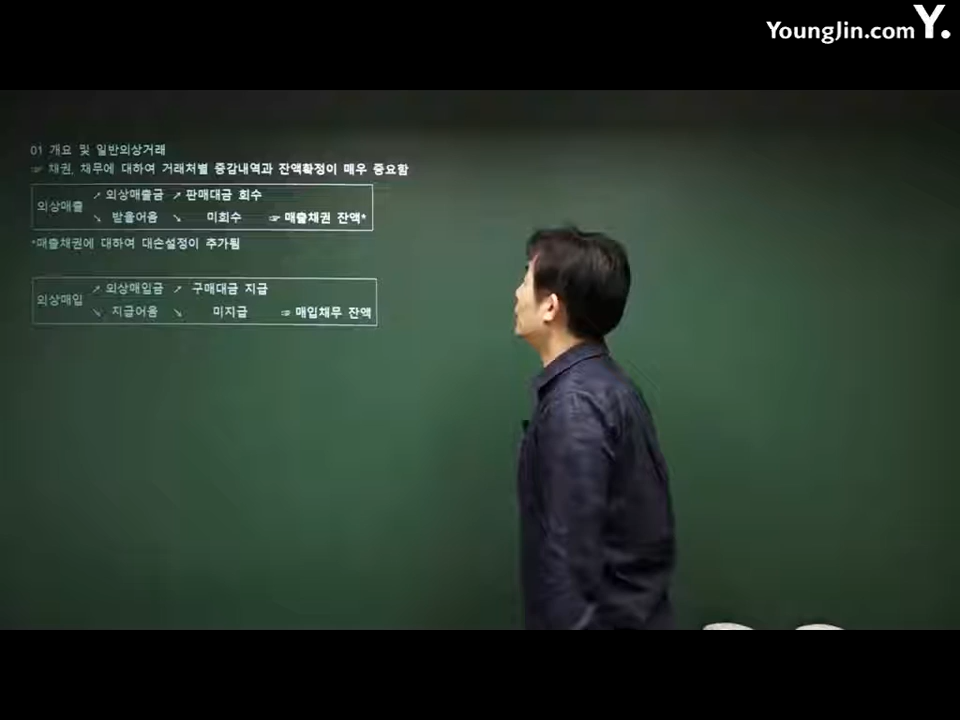 YoungJin.com Y.
01 개요 및 일반외상거래
☞ 채권, 채무에 대하여 거래처별 증감내역과 잔액확정이 매우 중요함
외상매출 ↗ 외상매출금 ↗ 판매대금 회수
↘ 받을어음 ↘ 미회수 ☞ 매출채권 잔액*
*매출채권에 대하여 대손설정이 추가됨
외상매입 ↗ 외상매입금 ↗ 구매대금 지급
↘ 지급어음 ↘ 미지급 ☞ 매입채무 잔액